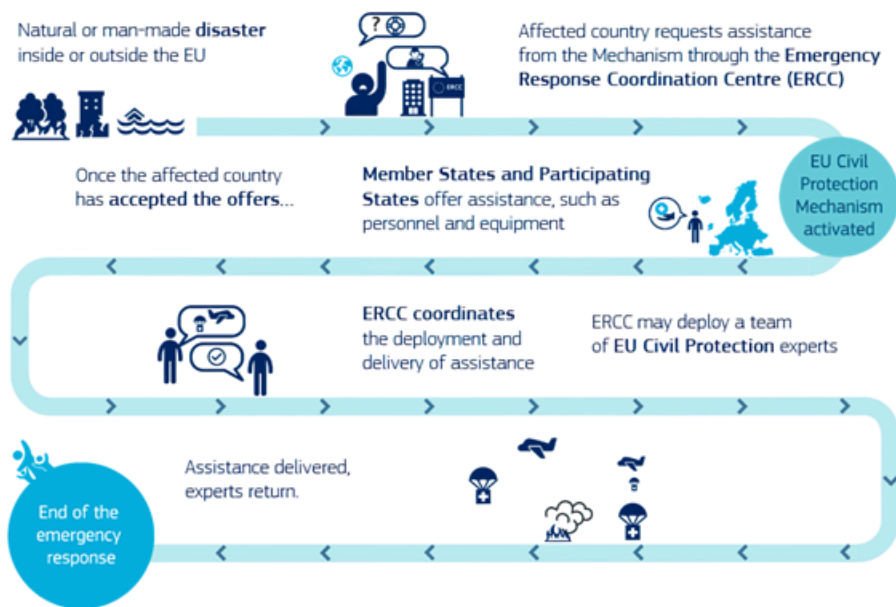 Natural or man-made disaster
inside or outside the EU
?
ERCC
Affected country requests assistance
from the Mechanism through the Emergency
Response Coordination Centre (ERCC)
EU Civil
Protection
Mechanism
activated
Member States and Participating
States offer assistance, such as
personnel and equipment
Once the affected country
has accepted the offers...
ERCC coordinates
the deployment and
delivery of assistance
ERCC may deploy a team
of EU Civil Protection experts
Assistance delivered,
experts return.
End of the
emergency
response